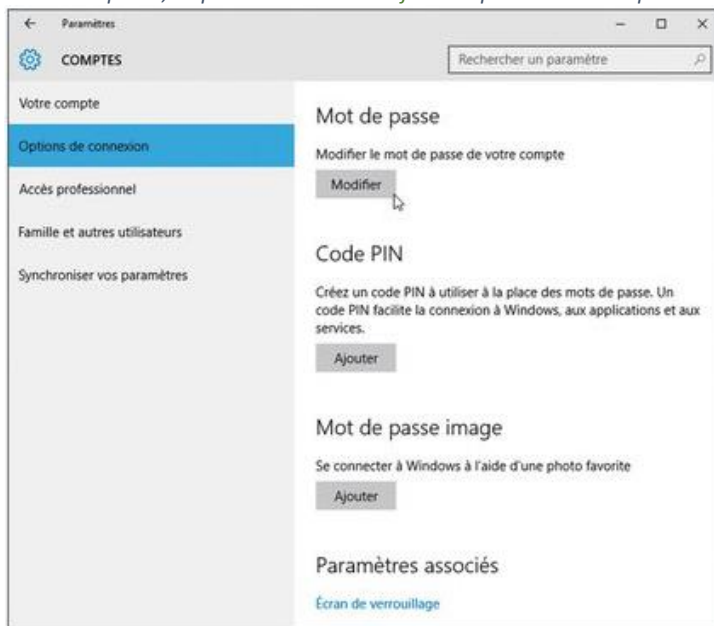 Paramètres
COMPTES
Rechercher un paramètre
Votre compte
Options de connexion
Accès professionnel
Famille et autres utilisateurs
Synchroniser vos paramètres
Mot de passe
Modifier le mot de passe de votre compte
Modifier
Code PIN
Créez un code PIN à utiliser à la place des mots de passe. Un
code PIN facilite la connexion à Windows, aux applications et aux
services.
Ajouter
Mot de passe image
Se connecter à Windows à l'aide d'une photo favorite
Ajouter
Paramètres associés
Écran de verrouillage